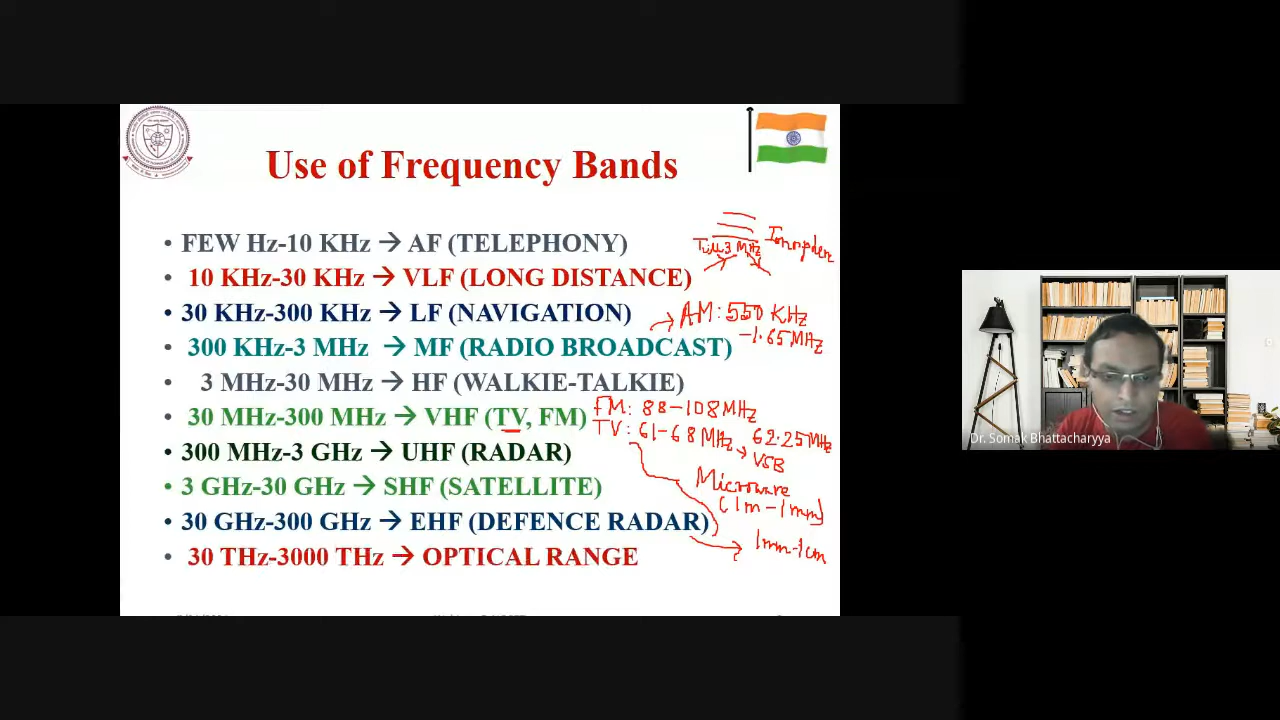 Use of Frequency Bands
• FEW Hz-10 KHz → AF (TELEPHONY)
• 10 KHz-30 KHz → VLF (LONG DISTANCE)
• 30 KHz-300 KHz → LF (NAVIGATION)
• 300 KHz-3 MHz → MF (RADIO BROADCAST)
• 3 MHz-30 MHz → HF (WALKIE-TALKIE)
• 30 MHz-300 MHz → VHF (TV, FM)
• 300 MHz-3 GHz → UHF (RADAR)
• 3 GHz-30 GHz → SHF (SATELLITE)
• 30 GHz-300 GHz → EHF (DEFENCE RADAR)
• 30 THz-3000 THz → OPTICAL RANGE
Till 3 MHz
→ AM: 550 KHz
-1.65 MHz
FM: 88-108 MHz
TV: 61-68 MHz
62.25 MHz
→ VSB
Microwave
(1m - 1mm)
→ 1mm-1cm
Dr. Somak Bhattacharyya